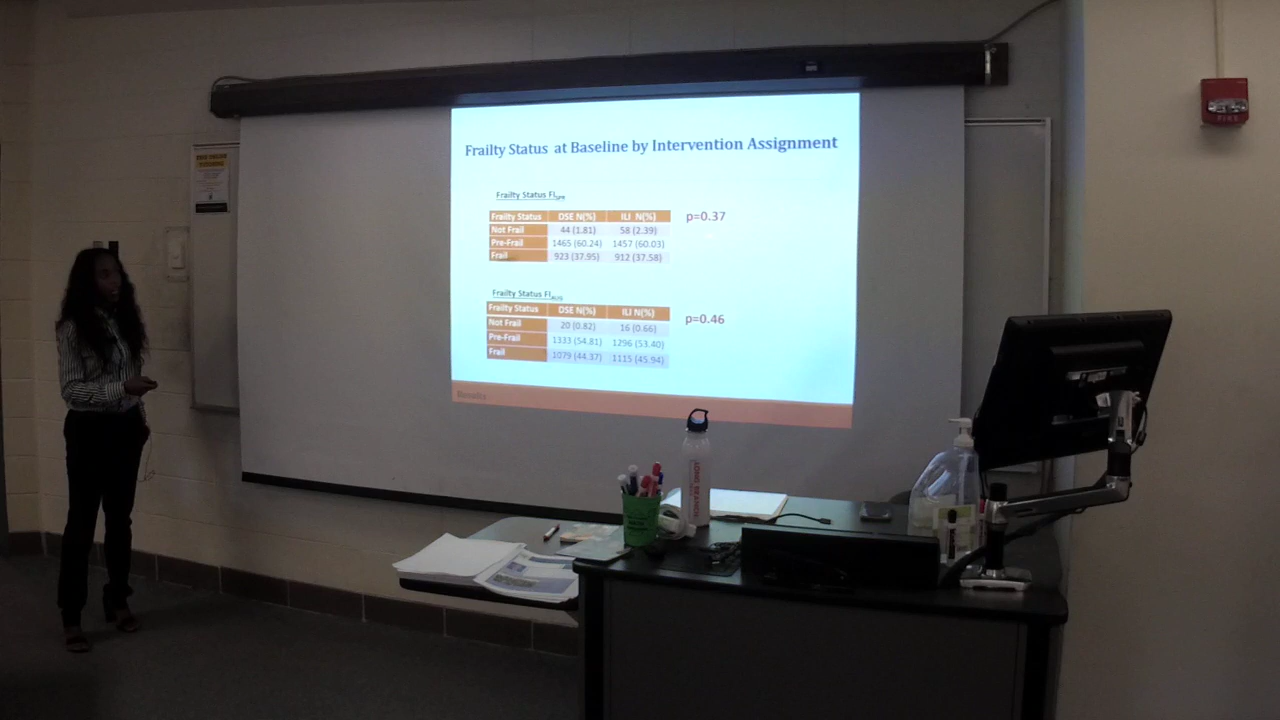 Frailty Status at Baseline by Intervention Assignment
Frailty Status FI
Frailty Status DSE N(%) ILI N(%) p=0.37
Not Frail 44 (1.81) 58 (2.39)
Pre-Frail 1465 (60.24) 1457 (60.03)
Frail 923 (37.95) 912 (37.58)
Frailty Status FI
Frailty Status DSE N(%) ILI N(%) p=0.46
Not Frail 20 (0.82) 16 (0.66)
Pre-Frail 1333 (54.81) 1296 (53.40)
Frail 1079 (44.37) 1115 (45.94)
Results
FIRE